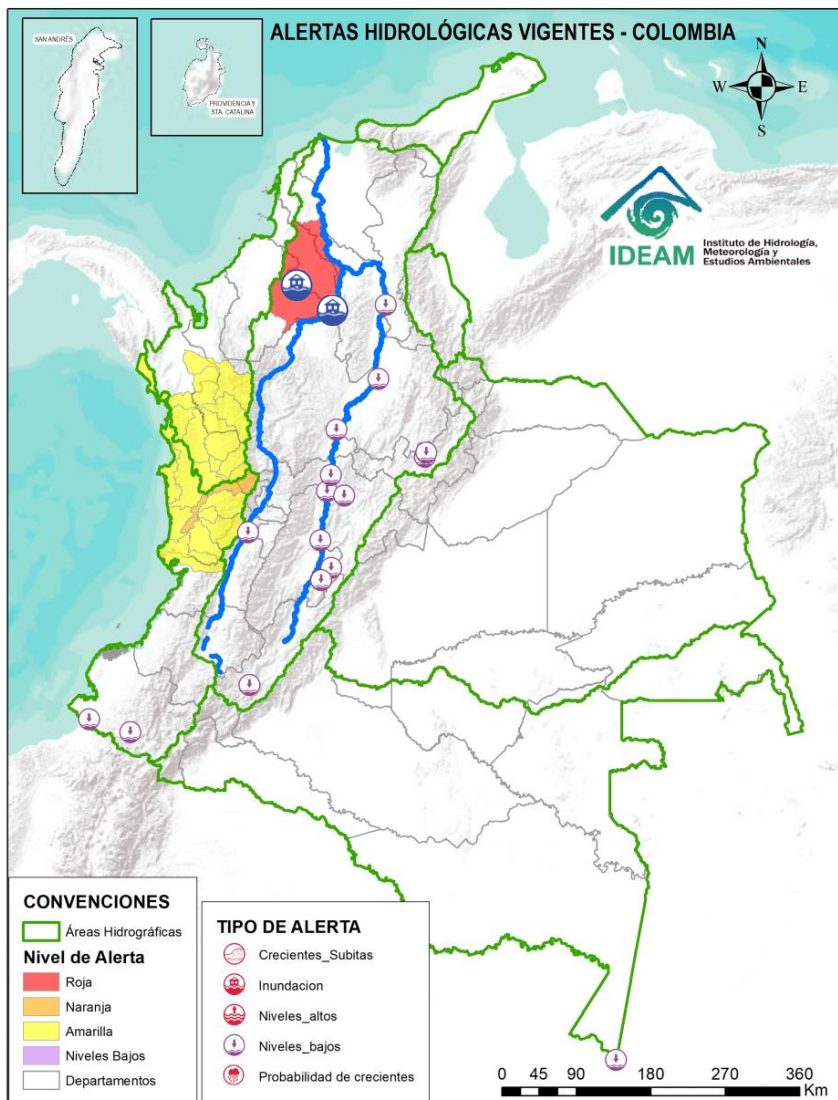 ALERTAS HIDROLÓGICAS VIGENTES - COLOMBIA
SAN ANDRÉS
PROVIDENCIA Y
STA. CATALINA
N
W
E
S
IDEAM
Instituto de Hidrología,
Meteorología y
Estudios Ambientales
CONVENCIONES
Áreas Hidrográficas
Nivel de Alerta
Roja
Naranja
Amarilla
Niveles Bajos
Departamentos
TIPO DE ALERTA
Crecientes_Subitas
Inundacion
Niveles_altos
Niveles_bajos
Probabilidad de crecientes
0 45 90 180 270 360
Km